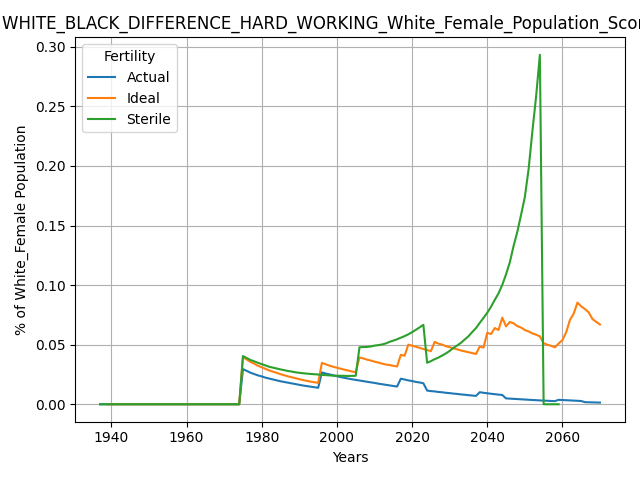 WHITE_BLACK_DIFFERENCE_HARD_WORKING_White_Female_Population_Scor
Fertility
Actual
Ideal
Sterile
% of White_Female Population
0.30
0.25
0.20
0.15
0.10
0.05
0.00
1940 1960 1980 2000 2020 2040 2060
Years